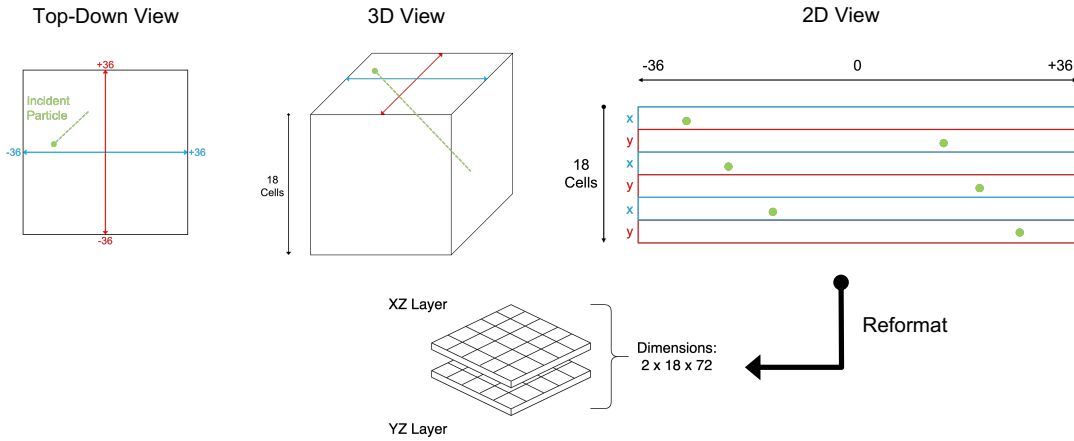 Top-Down View
+36
Incident
Particle
-36
+36
-36
3D View
18
Cells
2D View
-36
0
+36
18
Cells
x
y
x
y
x
y
XZ Layer
Dimensions:
2 x 18 x 72
YZ Layer
Reformat